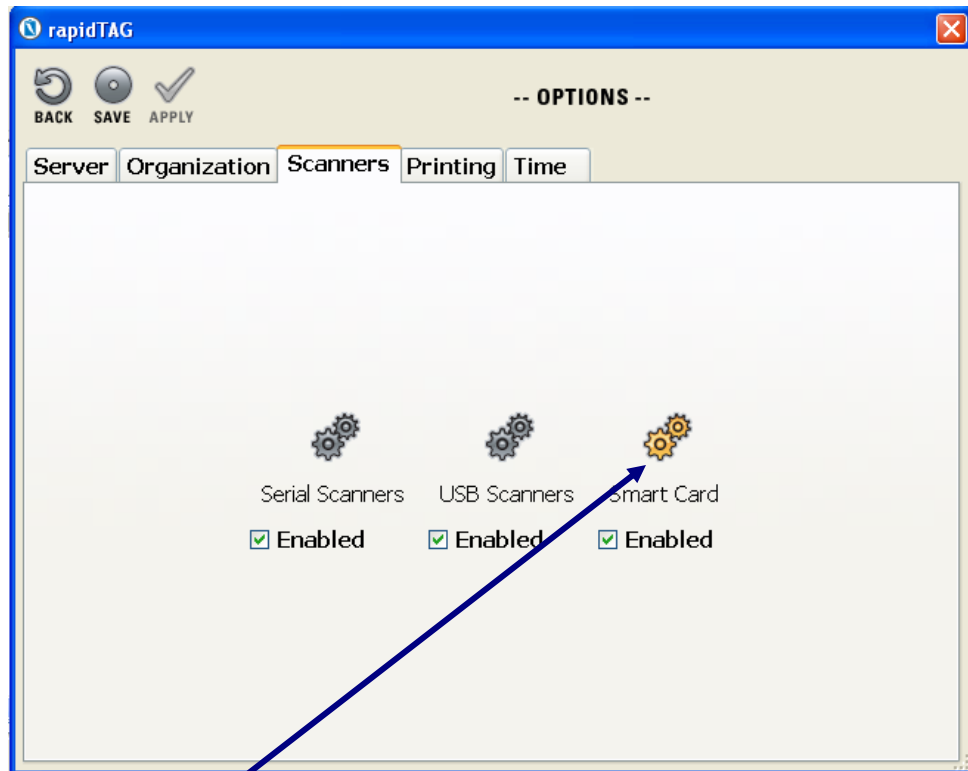 rapidTAG
BACK SAVE APPLY
-- OPTIONS --
Server Organization Scanners Printing Time
Serial Scanners USB Scanners Smart Card
Enabled Enabled Enabled